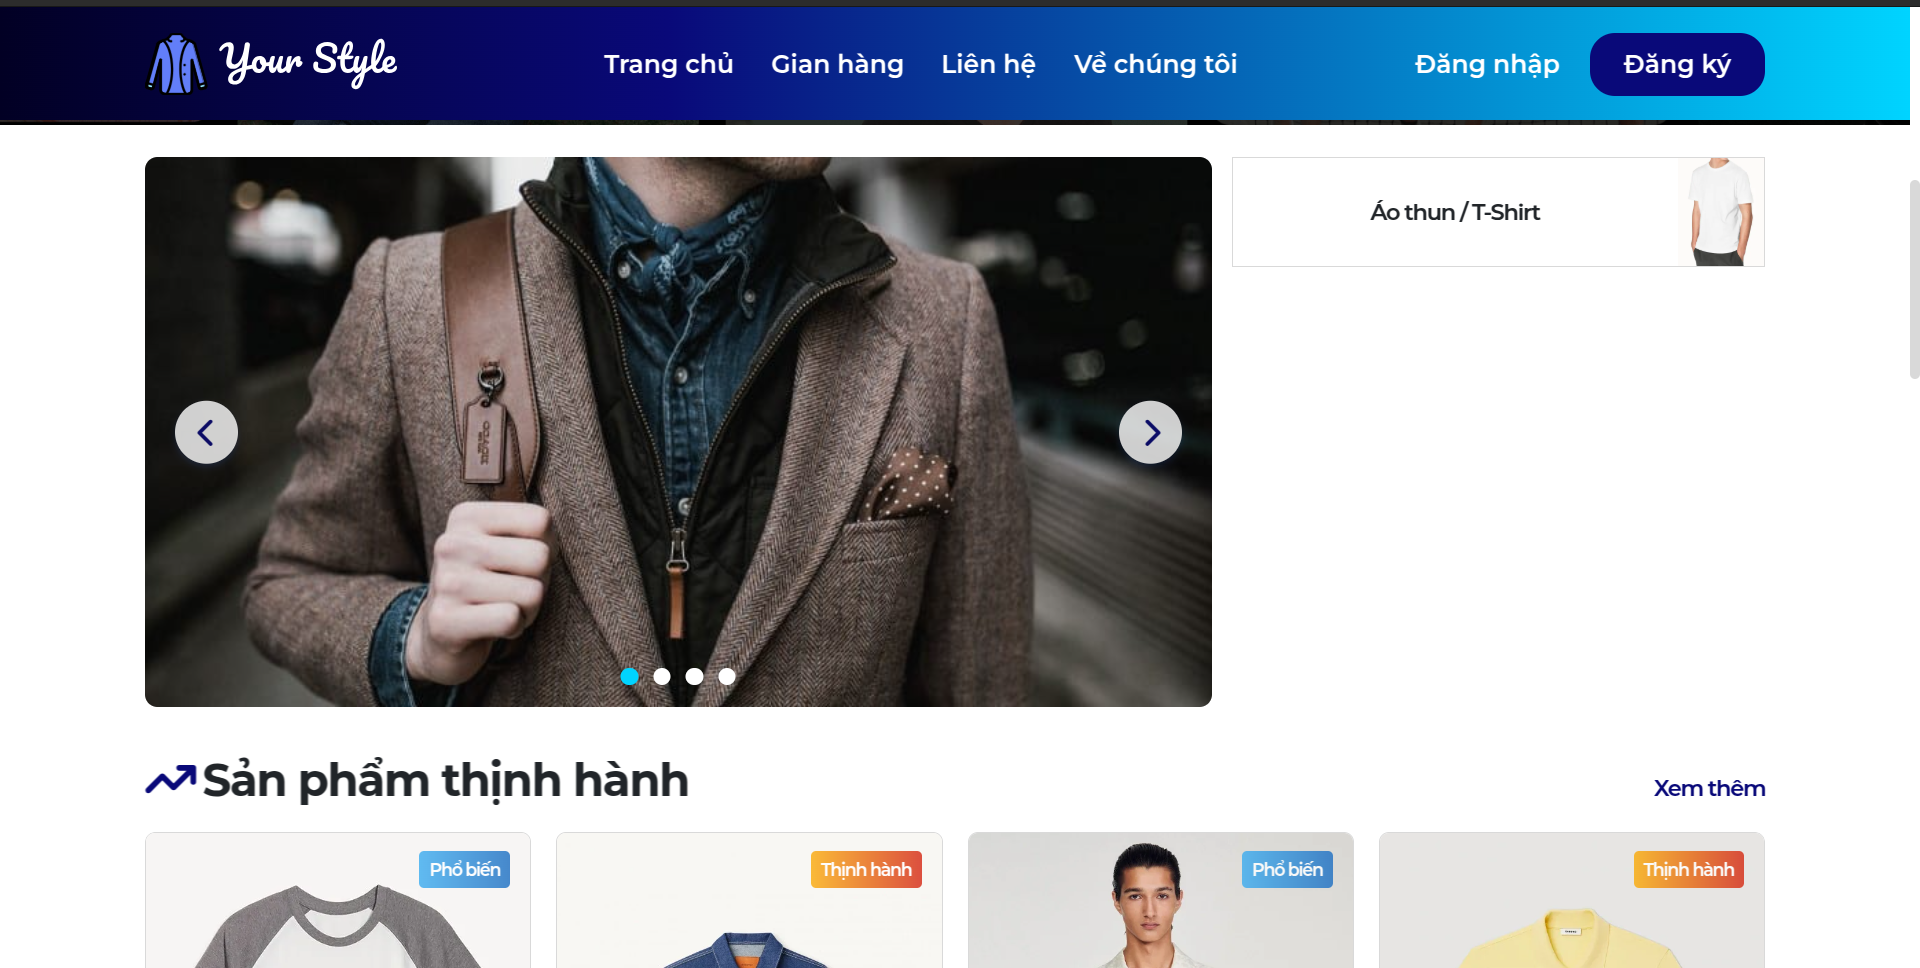 Your Style
Trang chủ
Gian hàng
Liên hệ
Về chúng tôi
Đăng nhập
Đăng ký
Áo thun / T-Shirt
Sản phẩm thịnh hành
Xem thêm
Phổ biến
Thịnh hành
Phổ biến
Thịnh hành